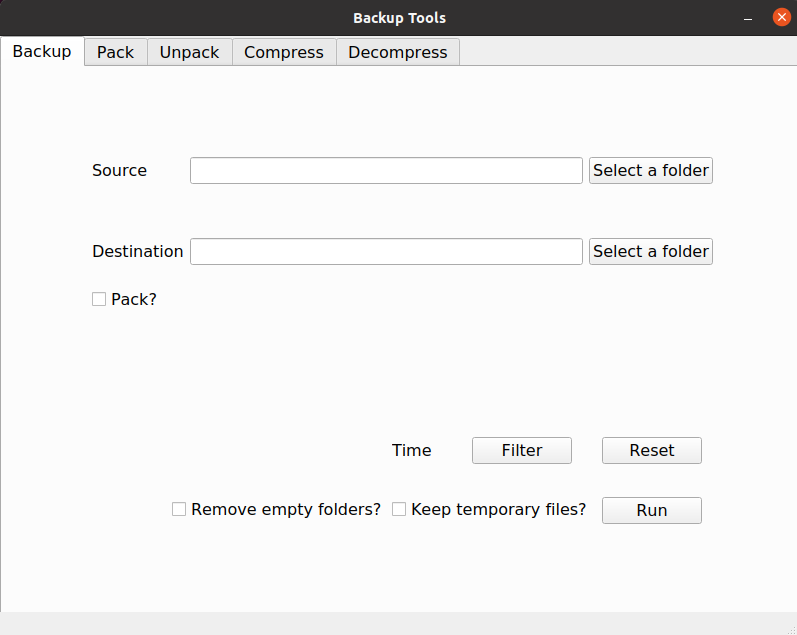 Backup Tools
Backup Pack Unpack Compress Decompress
Source Select a folder
Destination Select a folder
Pack?
Time Filter Reset
Remove empty folders? Keep temporary files? Run